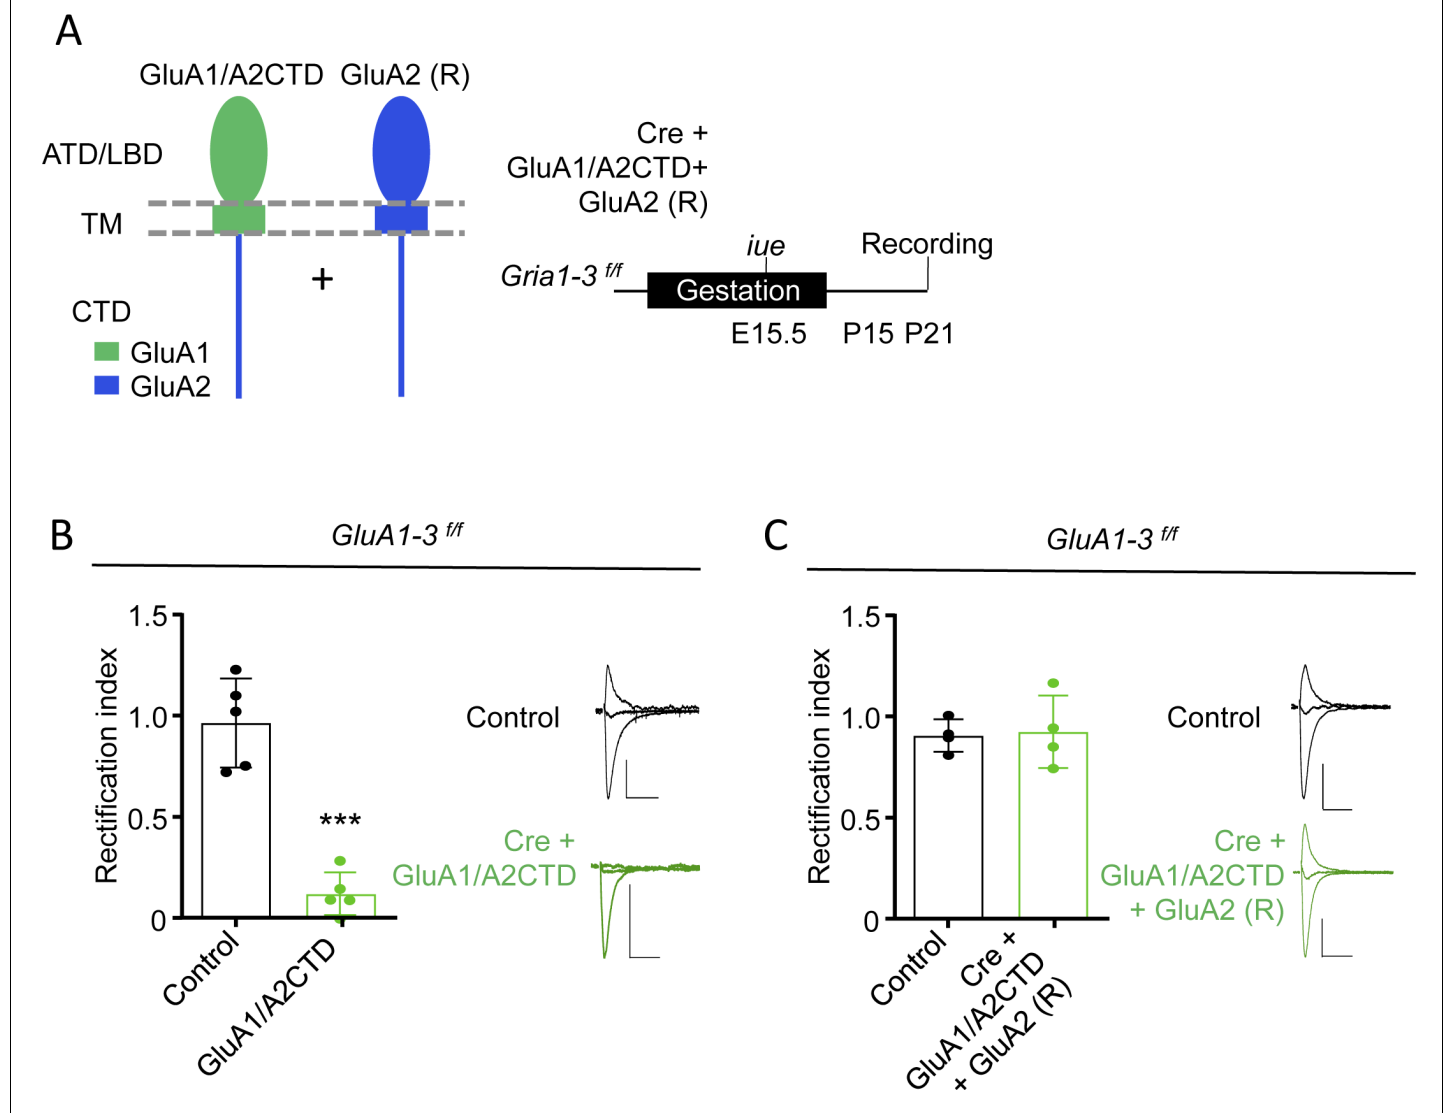 A
GluA1/A2CTD GluA2 (R)
ATD/LBD
TM
+
CTD
GluA1
GluA2
Cre +
GluA1/A2CTD+
GluA2 (R)
iue
Recording
Gria1-3 f/f
Gestation
E15.5
P15 P21
B
GluA1-3 f/f
Rectification index
1.5
1.0
0.5
0
***
Control
GluA1/A2CTD
Control
Cre +
GluA1/A2CTD
C
GluA1-3 f/f
Rectification index
1.5
1.0
0.5
0
Control
Cre +
GluA1/A2CTD
+ GluA2 (R)
Control
Cre +
GluA1/A2CTD
+ GluA2 (R)